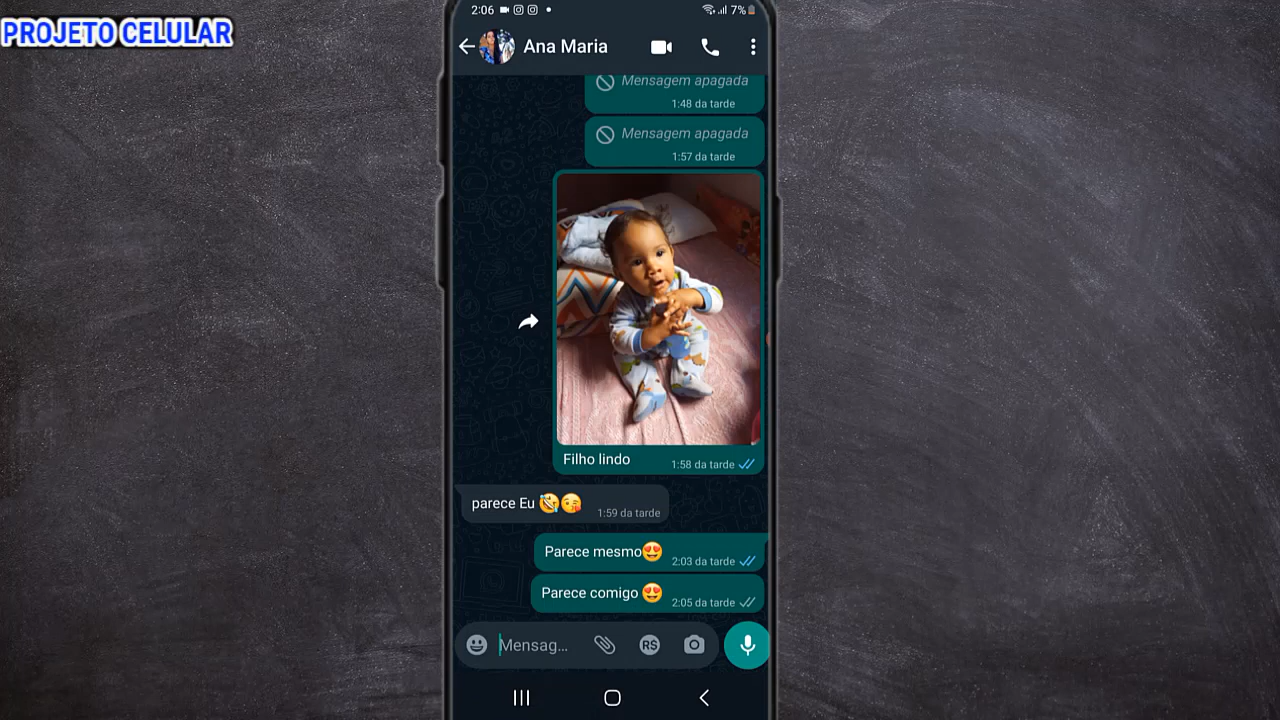 PROJETO CELULAR
2:06
7%
Ana Maria
Mensagem apagada
1:48 da tarde
Mensagem apagada
1:57 da tarde
Filho lindo
1:58 da tarde
parece Eu 🤣😘
1:59 da tarde
Parece mesmo😍
2:03 da tarde
Parece comigo 😍
2:05 da tarde
Mensag...
R$